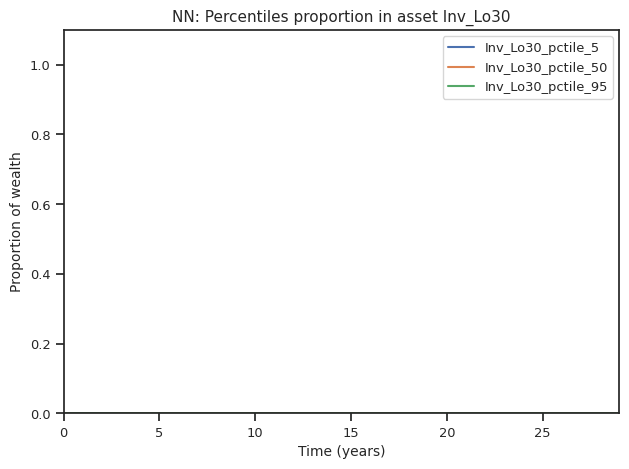 NN: Percentiles proportion in asset Inv_Lo30
Inv_Lo30_pctile_5
Inv_Lo30_pctile_50
Inv_Lo30_pctile_95
Proportion of wealth
1.0
0.8
0.6
0.4
0.2
0.0
0 5 10 15 20 25
Time (years)